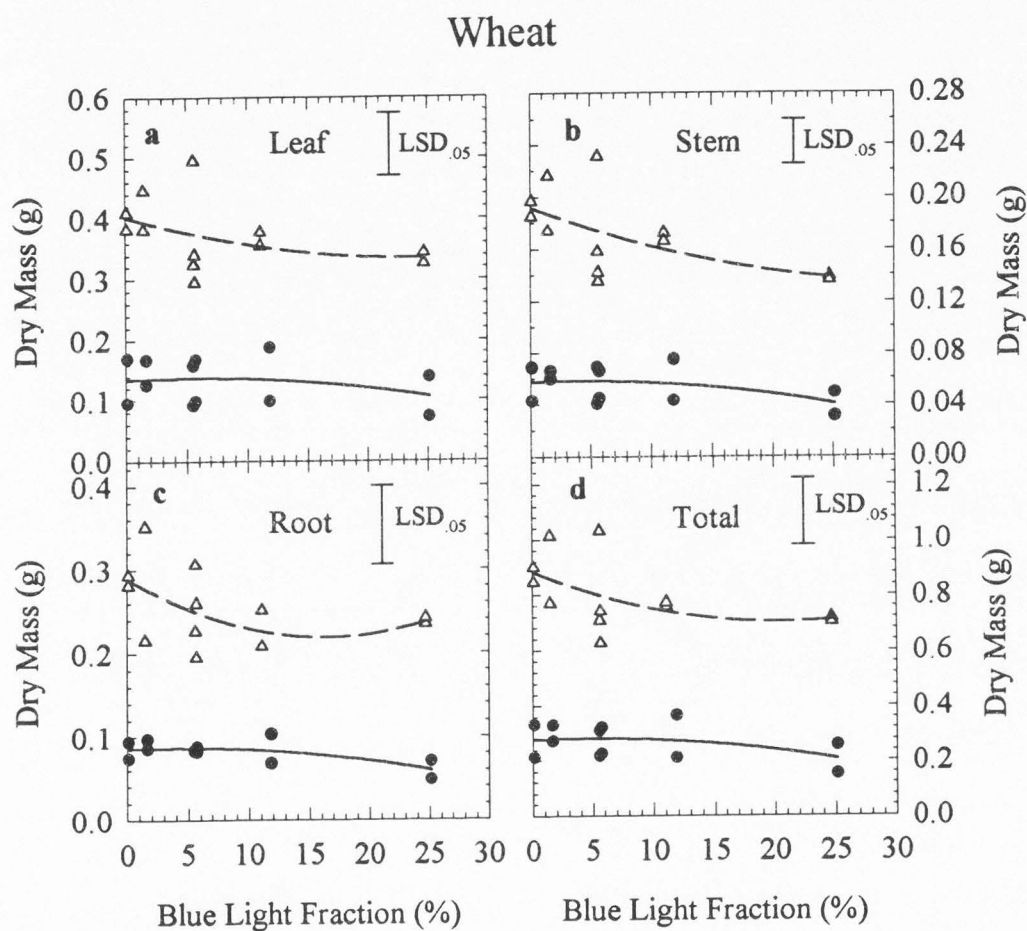 Wheat
Dry Mass (g)
0.6
0.5
0.4
0.3
0.2
0.1
0.0
a
Leaf
LSD.05
b
Stem
LSD.05
0.28
0.24
0.20
0.16
0.12
0.08
0.04
0.00
Dry Mass (g)
Dry Mass (g)
0.4
0.3
0.2
0.1
0.0
c
Root
LSD.05
d
Total
LSD.05
1.2
1.0
0.8
0.6
0.4
0.2
0.0
Dry Mass (g)
0 5 10 15 20 25 30
0 5 10 15 20 25 30
Blue Light Fraction (%)
Blue Light Fraction (%)